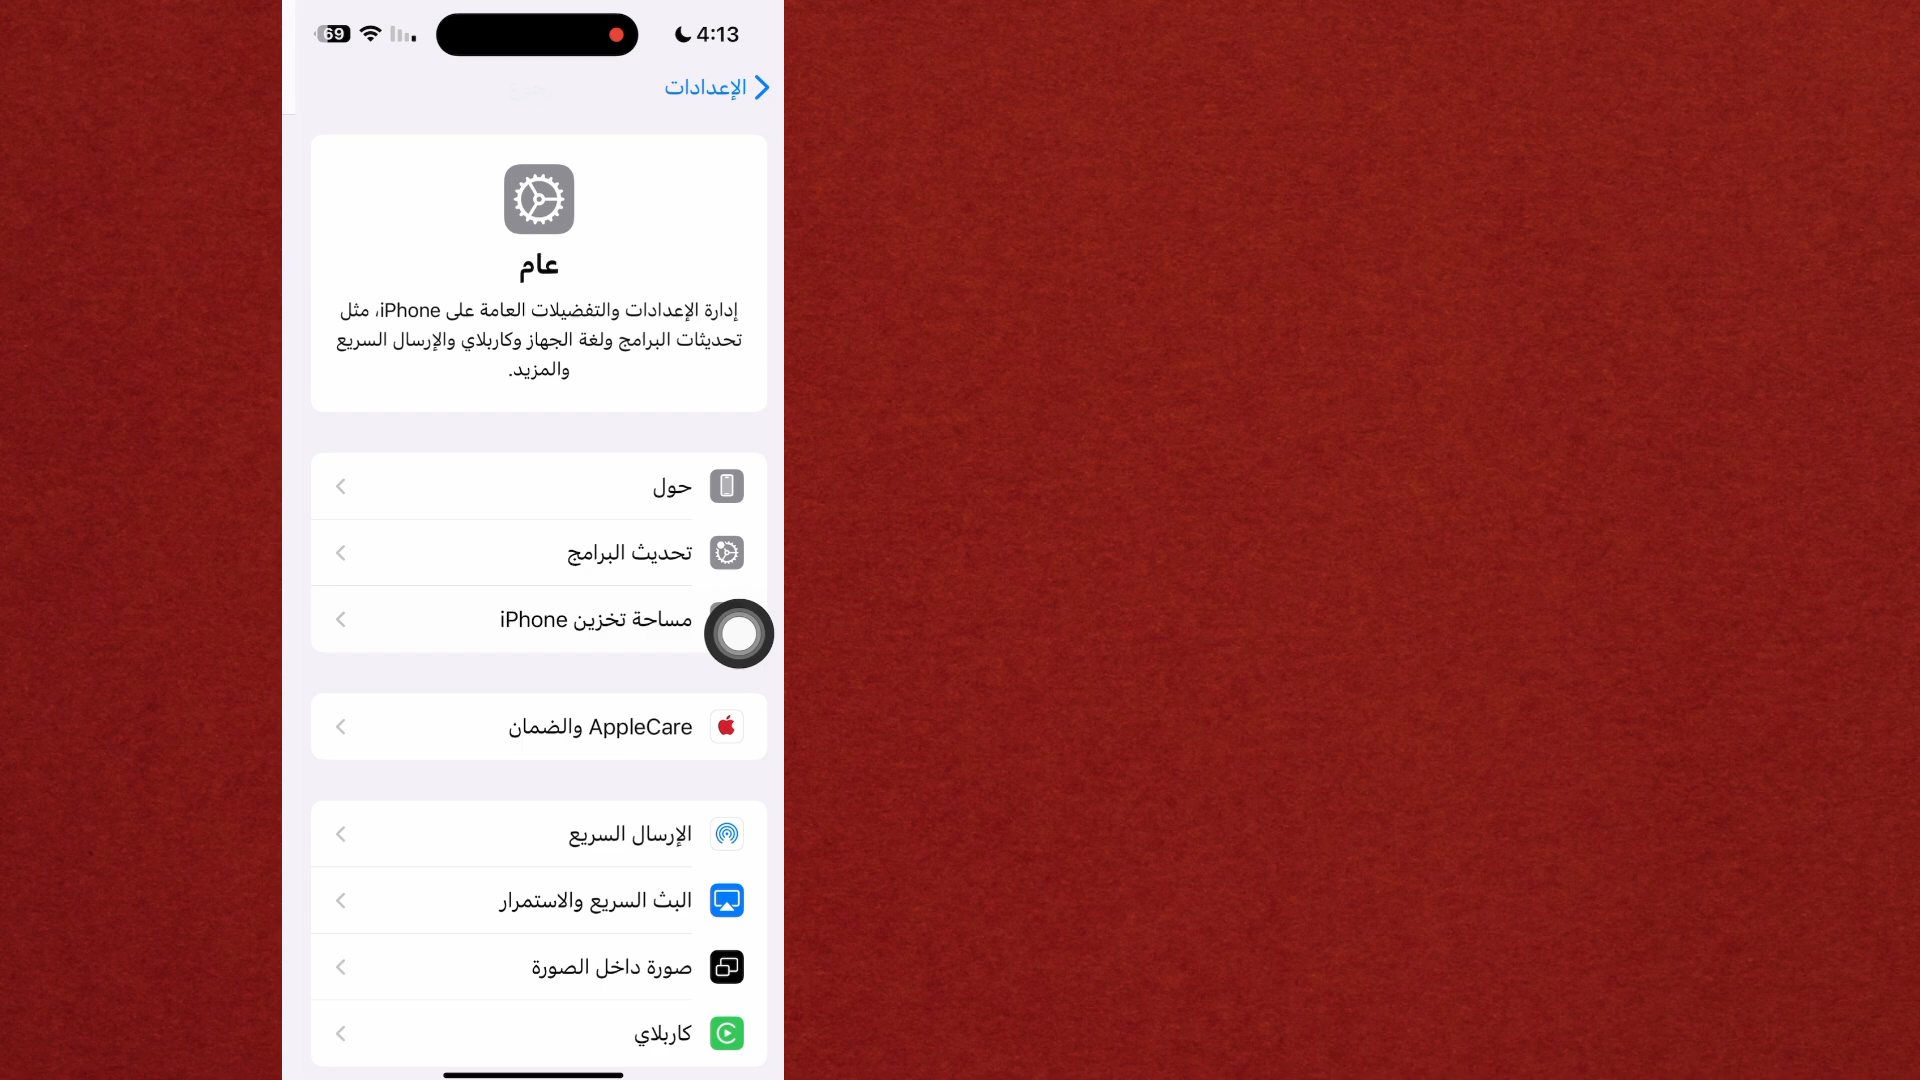 4:13
69
الإعدادات
عام
إدارة الإعدادات والتفضيلات العامة على iPhone، مثل
تحديثات البرامج ولغة الجهاز وكاربلاي والإرسال السريع
والمزيد.
حول
تحديث البرامج
مساحة تخزين iPhone
AppleCare والضمان
الإرسال السريع
البث السريع والاستمرار
صورة داخل الصورة
كاربلاي